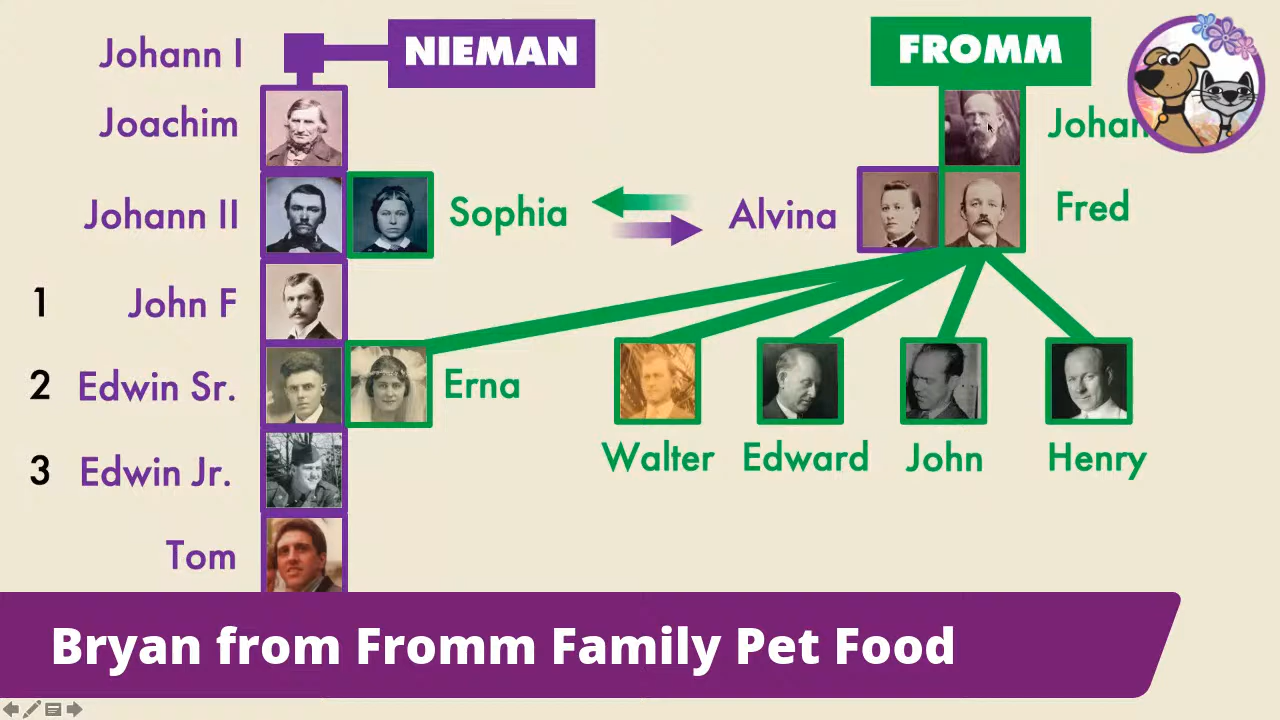 Johann I
NIEMAN
FROMM
Joachim
Johann II
Sophia
Alvina
Fred
1 John F
2 Edwin Sr.
Erna
3 Edwin Jr.
Walter
Edward
John
Henry
Tom
Bryan from Fromm Family Pet Food